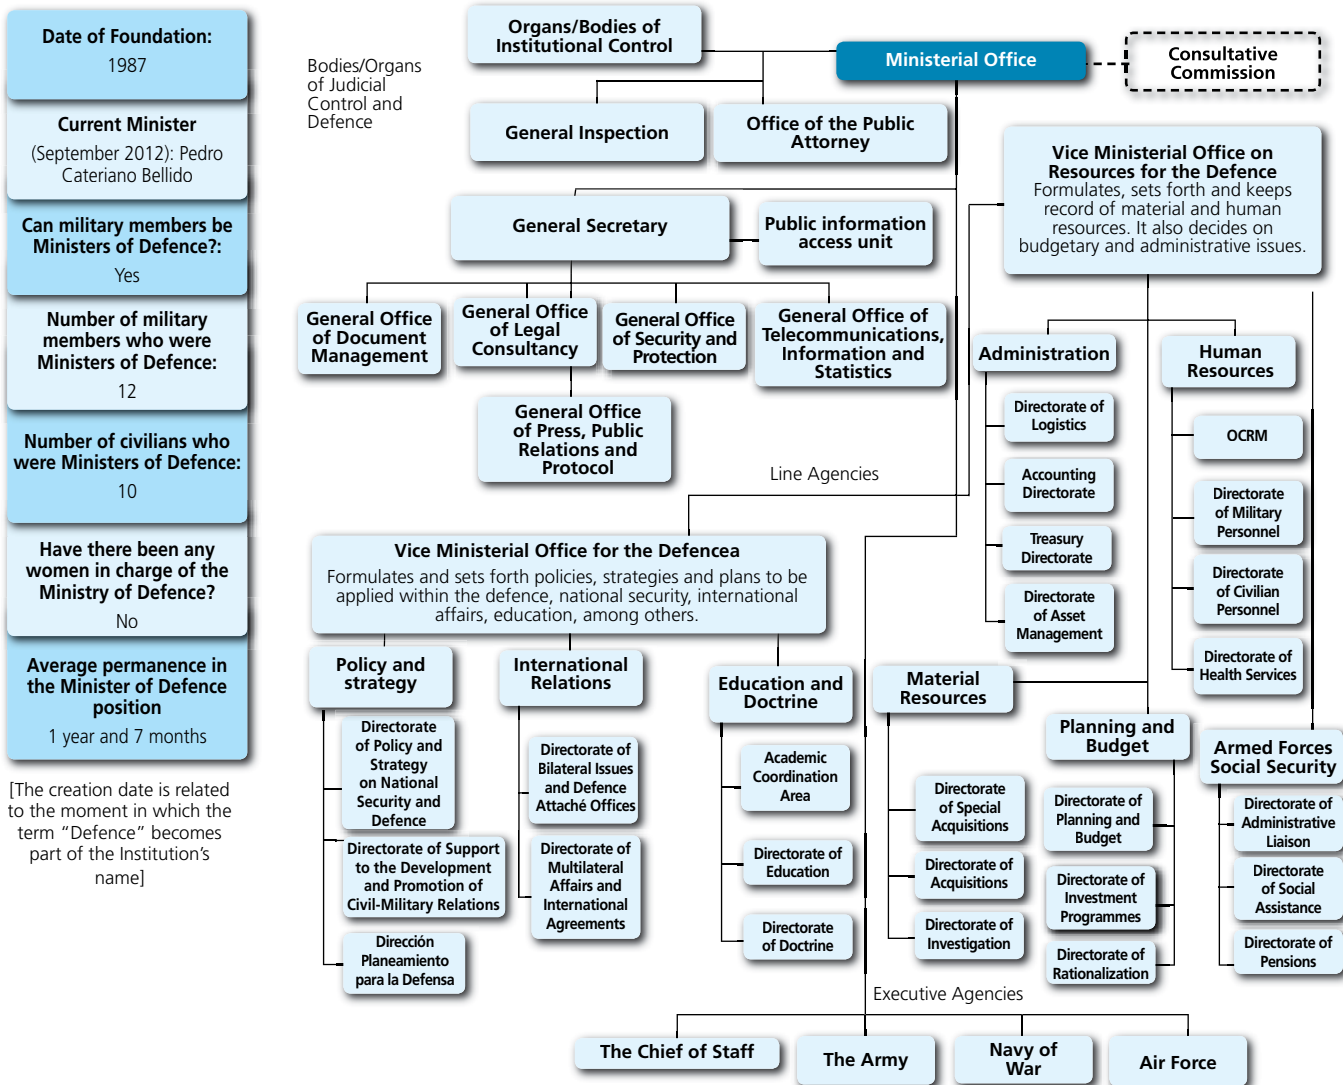 Date of Foundation:
1987
Current Minister
(September 2012): Pedro
Cateriano Bellido
Can military members be
Ministers of Defence?:
Yes
Number of military
members who were
Ministers of Defence:
12
Number of civilians who
were Ministers of Defence:
10
Have there been any
women in charge of the
Ministry of Defence?
No
Average permanence in
the Minister of Defence
position
1 year and 7 months
[The creation date is related
to the moment in which the
term “Defence” becomes
part of the Institution’s
name]
Bodies/Organs
of Judicial
Control and
Defence
Organs/Bodies of
Institutional Control
Ministerial Office
Consultative
Commission
General Inspection
Office of the Public
Attorney
Vice Ministerial Office on
Resources for the Defence
Formulates, sets forth and keeps
record of material and human
resources. It also decides on
budgetary and administrative issues.
General Secretary
Public information
access unit
General Office
of Document
Management
General Office
of Legal
Consultancy
General Office
of Security and
Protection
General Office of
Telecommunications,
Information and
Statistics
General Office
of Press, Public
Relations and
Protocol
Administration
Directorate of
Logistics
Accounting
Directorate
Treasury
Directorate
Directorate
of Asset
Management
Human
Resources
OCRM
Directorate
of Military
Personnel
Directorate
of Civilian
Personnel
Directorate of
Health Services
Line Agencies
Vice Ministerial Office for the Defencea
Formulates and sets forth policies, strategies and plans to be
applied within the defence, national security, international
affairs, education, among others.
Policy and
strategy
Directorate
of Policy and
Strategy
on National
Security and
Defence
Directorate of Support
to the Development
and Promotion of
Civil-Military Relations
Dirección
Planeamiento
para la Defensa
International
Relations
Directorate of
Bilateral Issues
and Defence
Attaché Offices
Directorate of
Multilateral
Affairs and
International
Agreements
Education and
Doctrine
Academic
Coordination
Area
Directorate of
Education
Directorate
of Doctrine
Material
Resources
Directorate
of Special
Acquisitions
Directorate of
Acquisitions
Directorate of
Investigation
Planning and
Budget
Directorate of
Planning and
Budget
Directorate of
Investment
Programmes
Directorate of
Rationalization
Armed Forces
Social Security
Directorate of
Administrative
Liaison
Directorate
of Social
Assistance
Directorate of
Pensions
Executive Agencies
The Chief of Staff
The Army
Navy of
War
Air Force